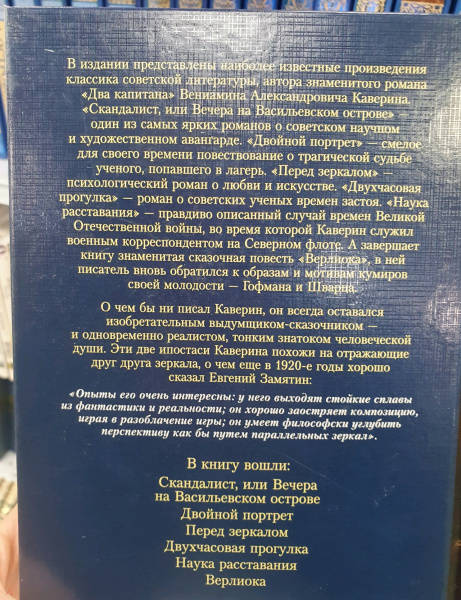 В издании представлены наиболее известные произведения
классика советской литературы, автора знаменитого романа
«Два капитана» Вениамина Александровича Каверина.
«Скандалист, или Вечера на Васильевском острове» —
один из самых ярких романов о советском научном
и художественном авангарде. «Двойной портрет» — смелое
для своего времени повествование о трагической судьбе
ученого, попавшего в лагерь. «Перед зеркалом» —
психологический роман о любви и искусстве. «Двухчасовая
прогулка» — роман о советских ученых времен застоя. «Наука
расставания» — правдиво описанный случай времен Великой
Отечественной войны, во время которой Каверин служил
военным корреспондентом на Северном флоте. А завершает
книгу знаменитая сказочная повесть «Верлиока», в ней
писатель вновь обратился к образам и мотивам кумиров
своей молодости — Гофмана и Шварца.
О чем бы ни писал Каверин, он всегда оставался
изобретательным выдумщиком-сказочником —
и одновременно реалистом, тонким знатоком человеческой
души. Эти две ипостаси Каверина похожи на отражающие
друг друга зеркала, о чем еще в 1920-е годы хорошо
сказал Евгений Замятин:
«Опыты его очень интересны: у него выходят стойкие сплавы
из фантастики и реальности; он хорошо заостряет композицию,
играя в разоблачение игры; он умеет философски углубить
перспективу как бы путем параллельных зеркал».
В книгу вошли:
Скандалист, или Вечера
на Васильевском острове
Двойной портрет
Перед зеркалом
Двухчасовая прогулка
Наука расставания
Верлиока